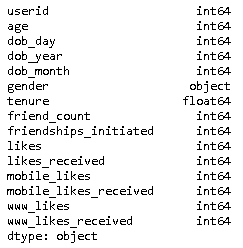 userid int64
age int64
dob_day int64
dob_year int64
dob_month int64
gender object
tenure float64
friend_count int64
friendships_initiated int64
likes int64
likes_received int64
mobile_likes int64
mobile_likes_received int64
www_likes int64
www_likes_received int64
dtype: object